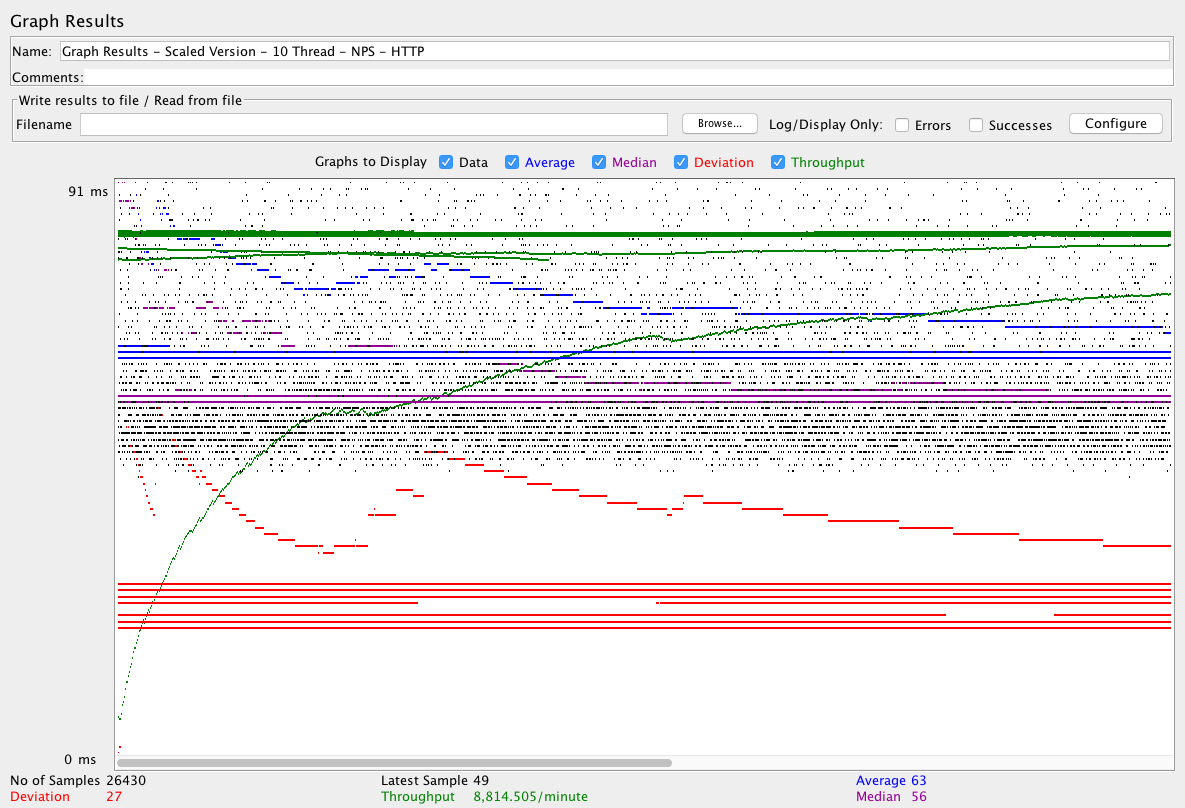 Graph Results
Name: Graph Results - Scaled Version - 10 Thread - NPS - HTTP
Comments:
Write results to file / Read from file
Filename Browse... Log/Display Only: Errors Successes Configure
Graphs to Display Data Average Median Deviation Throughput
91 ms
0 ms
No of Samples 26430 Latest Sample 49 Average 63
Deviation 27 Throughput 8,814.505/minute Median 56